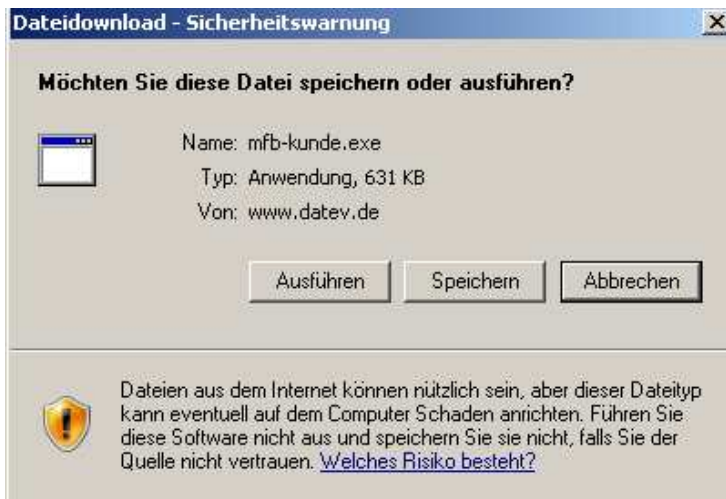 Dateidownload - Sicherheitswarnung
Möchten Sie diese Datei speichern oder ausführen?
Name: mfb-kunde.exe
Typ: Anwendung, 631 KB
Von: www.datev.de
Ausführen Speichern Abbrechen
Dateien aus dem Internet können nützlich sein, aber dieser Dateityp
kann eventuell auf dem Computer Schaden anrichten. Führen Sie
diese Software nicht aus und speichern Sie sie nicht, falls Sie der
Quelle nicht vertrauen. Welches Risiko besteht?